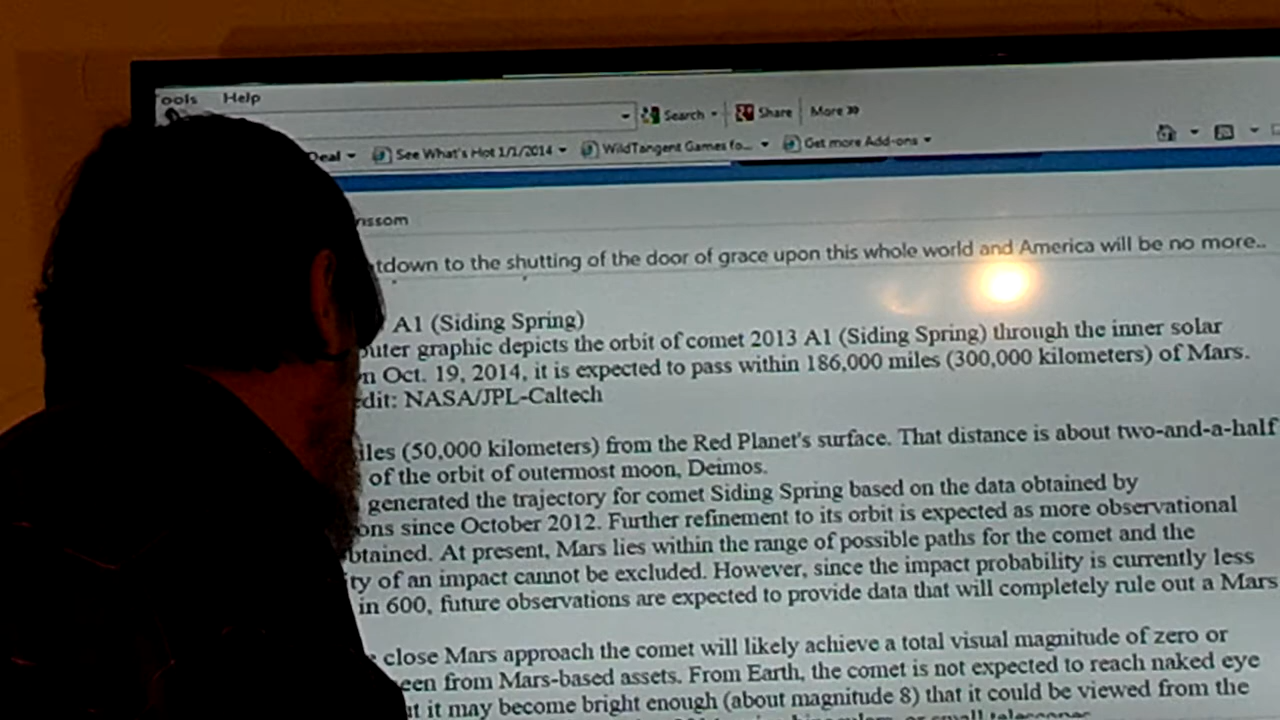 ools Help
Search Share More »
Deal See What's Hot 1/1/2014 WildTangent Games fo... Get more Add-ons
issom
tdown to the shutting of the door of grace upon this whole world and America will be no more..
A1 (Siding Spring)
outer graphic depicts the orbit of comet 2013 A1 (Siding Spring) through the inner solar
n Oct. 19, 2014, it is expected to pass within 186,000 miles (300,000 kilometers) of Mars.
edit: NASA/JPL-Caltech
iles (50,000 kilometers) from the Red Planet's surface. That distance is about two-and-a-half
of the orbit of outermost moon, Deimos.
generated the trajectory for comet Siding Spring based on the data obtained by
ons since October 2012. Further refinement to its orbit is expected as more observational
btained. At present, Mars lies within the range of possible paths for the comet and the
ty of an impact cannot be excluded. However, since the impact probability is currently less
in 600, future observations are expected to provide data that will completely rule out a Mars
close Mars approach the comet will likely achieve a total visual magnitude of zero or
een from Mars-based assets. From Earth, the comet is not expected to reach naked eye
ut it may become bright enough (about magnitude 8) that it could be viewed from the